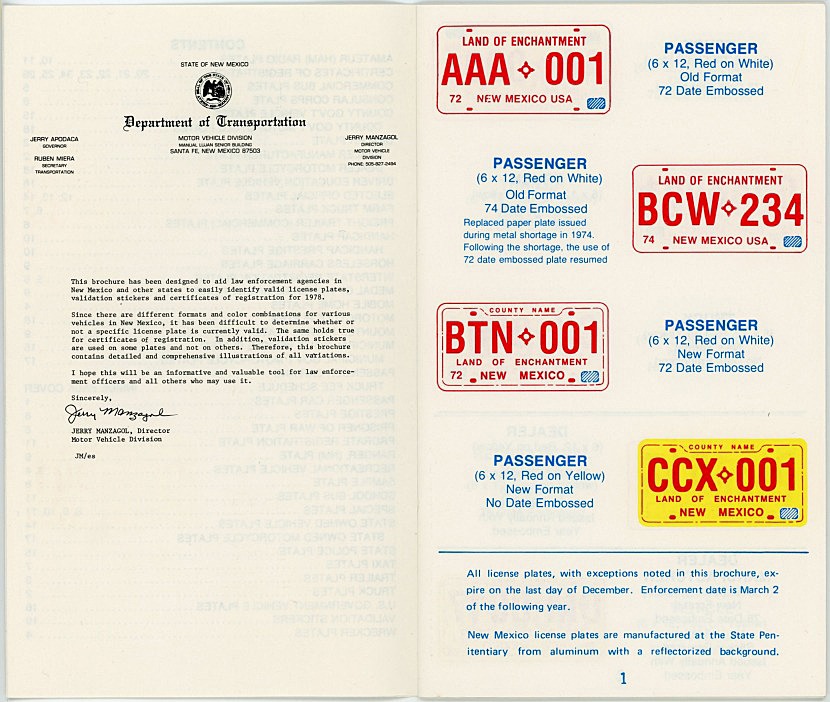 STATE OF NEW MEXICO
Department of Transportation
JERRY APODACA
GOVERNOR
RUBEN MIERA
SECRETARY
TRANSPORTATION
MOTOR VEHICLE DIVISION
MANUEL LUJAN SENIOR BUILDING
SANTA FE, NEW MEXICO 87503
JERRY MANZAGOL
DIRECTOR
MOTOR VEHICLE
DIVISION
PHONE: 505-827-2494
This brochure has been designed to aid law enforcement agencies in
New Mexico and other states to easily identify valid license plates,
validation stickers and certificates of registration for 1978.
Since there are different formats and color combinations for various
vehicles in New Mexico, it has been difficult to determine whether or
not a specific license plate is currently valid. The same holds true
for certificates of registration. In addition, validation stickers
are used on some plates and not on others. Therefore, this brochure
contains detailed and comprehensive illustrations of all variations.
I hope this will be an informative and valuable tool for law enforce-
ment officers and all others who may use it.
Sincerely,
Jerry Manzagol
JERRY MANZAGOL, Director
Motor Vehicle Division
JM/es
LAND OF ENCHANTMENT
AAA 001
72 NEW MEXICO USA
PASSENGER
(6 x 12, Red on White)
Old Format
72 Date Embossed
PASSENGER
(6 x 12, Red on White)
Old Format
74 Date Embossed
Replaced paper plate issued
during metal shortage in 1974.
Following the shortage, the use of
72 date embossed plate resumed
LAND OF ENCHANTMENT
BCW 234
74 NEW MEXICO USA
COUNTY NAME
BTN 001
LAND OF ENCHANTMENT
72 NEW MEXICO
PASSENGER
(6 x 12, Red on White)
New Format
72 Date Embossed
PASSENGER
(6 x 12, Red on Yellow)
New Format
No Date Embossed
COUNTY NAME
CCX 001
LAND OF ENCHANTMENT
NEW MEXICO
All license plates, with exceptions noted in this brochure, ex-
pire on the last day of December. Enforcement date is March 2
of the following year.
New Mexico license plates are manufactured at the State Pen-
itentiary from aluminum with a reflectorized background.
1